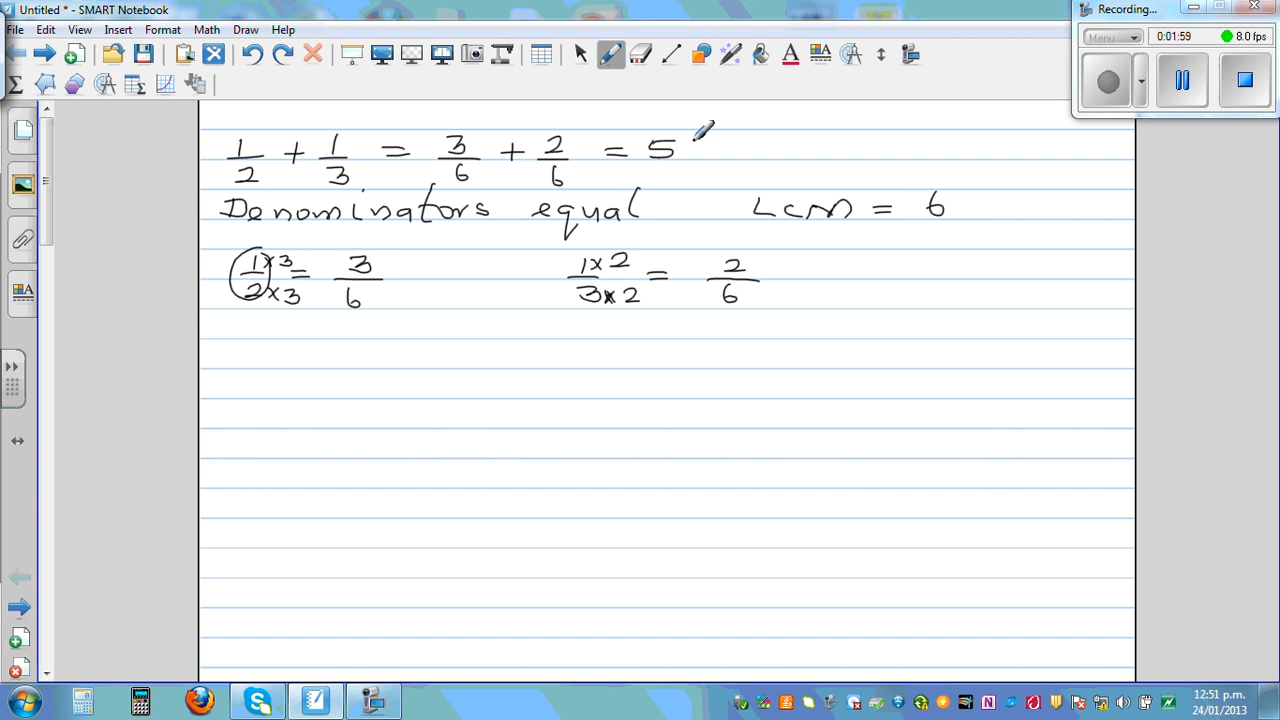 Untitled * - SMART Notebook
Recording...
File Edit View Insert Format Math Draw Help
Menu 0:01:59 8.0 fps
1/2 + 1/3 = 3/6 + 2/6 = 5
Denominators equal LCM = 6
1×3/2×3 = 3/6 1×2/3×2 = 2/6
12:51 p.m.
24/01/2013